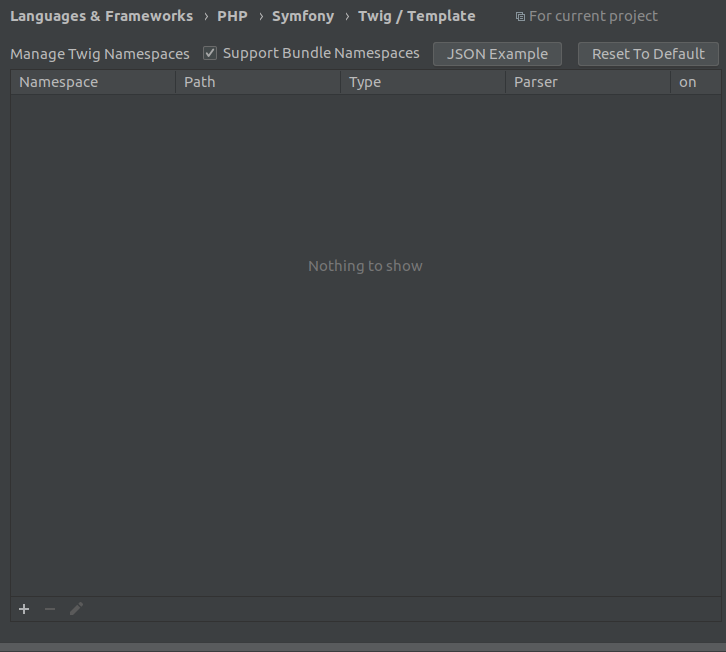 Languages & Frameworks › PHP › Symfony › Twig / Template For current project
Manage Twig Namespaces Support Bundle Namespaces JSON Example Reset To Default
Namespace Path Type Parser on
Nothing to show